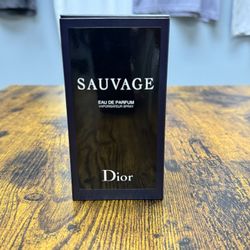 SAUVAGE
EAU DE PARFUM
VAPORISATEUR SPRAY
Dior